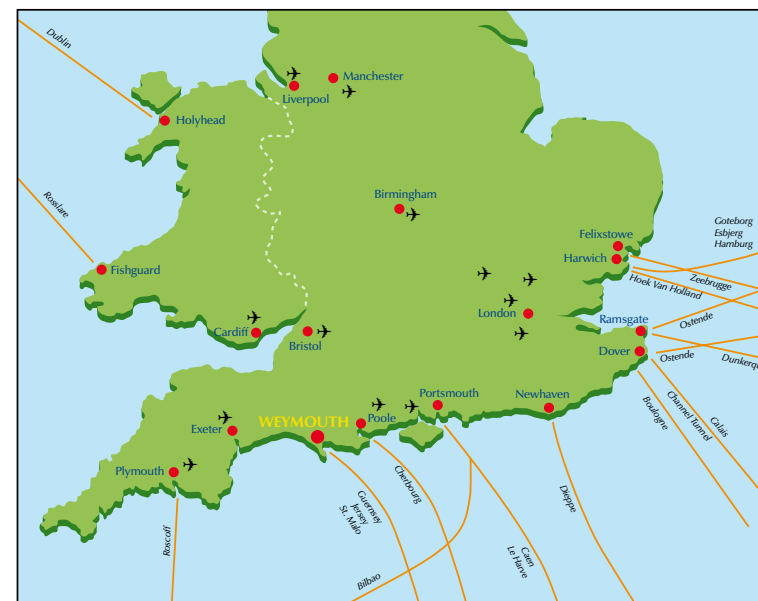 Dublin
Manchester
Liverpool
Holyhead
Rosslare
Birmingham
Goteborg
Esbjerg
Hamburg
Felixstowe
Harwich
Fishguard
Zeebrugge
Hoek Van Holland
London
Ramsgate
Ostende
Cardiff
Bristol
Dover
Ostende
Dunkerq
Portsmouth
Newhaven
Boulogne
Channel Tunnel
Calais
WEYMOUTH
Poole
Exeter
Plymouth
Cherbourg
Guernsey
Jersey
St. Malo
Dieppe
Roscoff
Bilbao
Caen
Le Harve